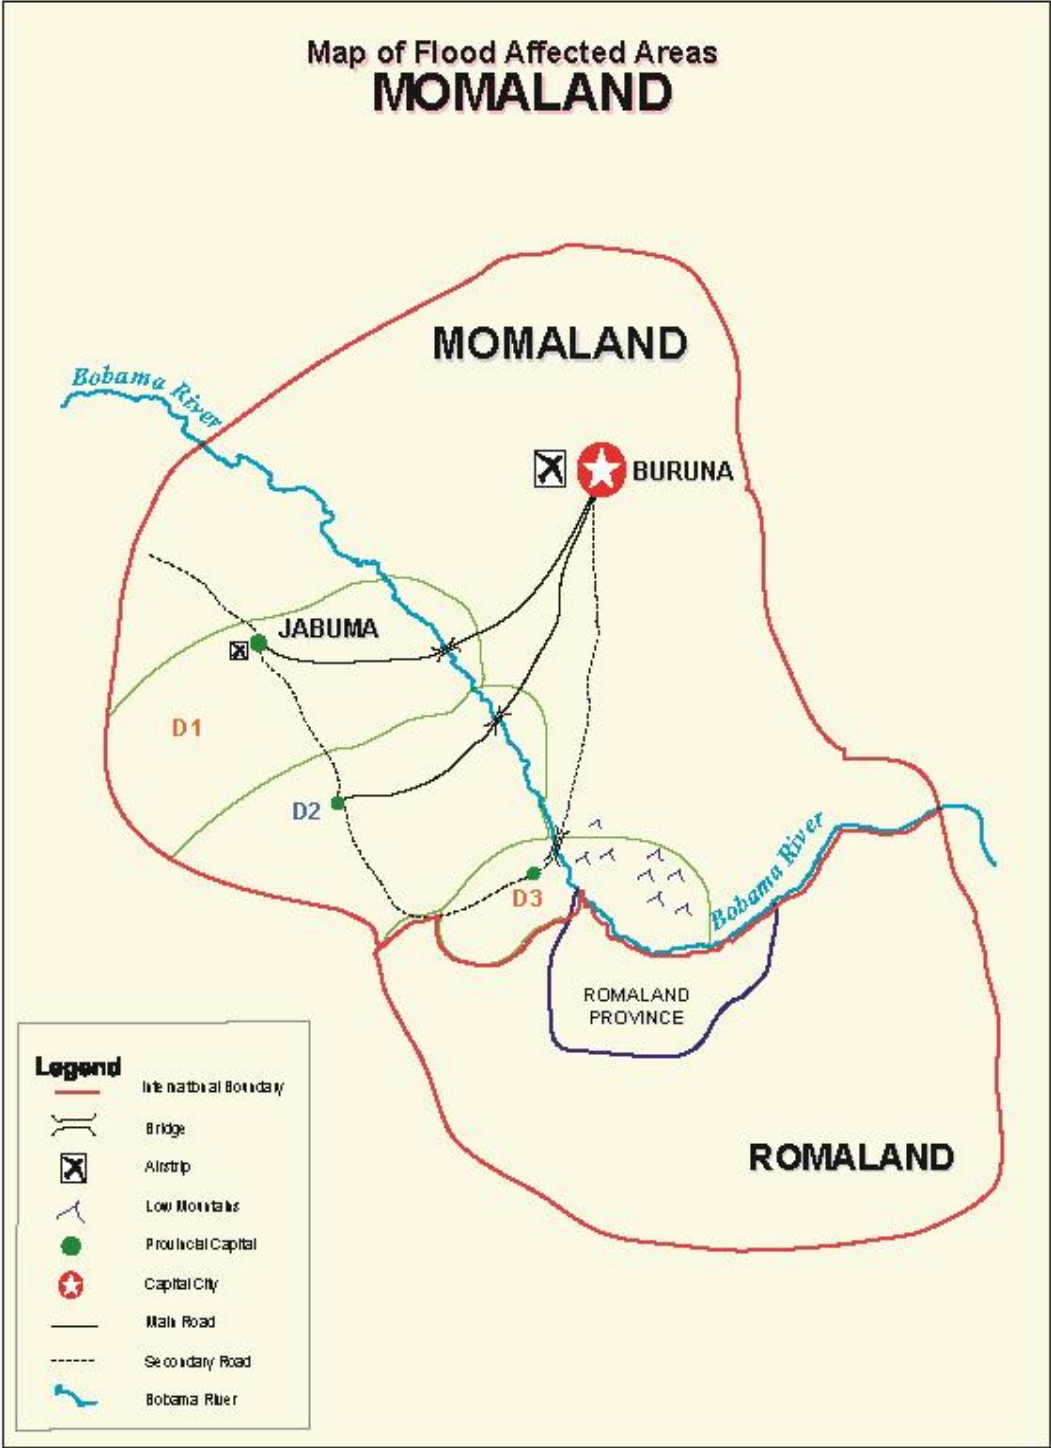 Map of Flood Affected Areas
MOMALAND
MOMALAND
Bobama River
BURUNA
JABUMA
D1
D2
D3
Bobama River
ROMALAND
PROVINCE
ROMALAND
Legend
International Boundary
Bridge
Airstrip
Low Mountains
Provincial Capital
Capital City
Main Road
Secondary Road
Bobama River